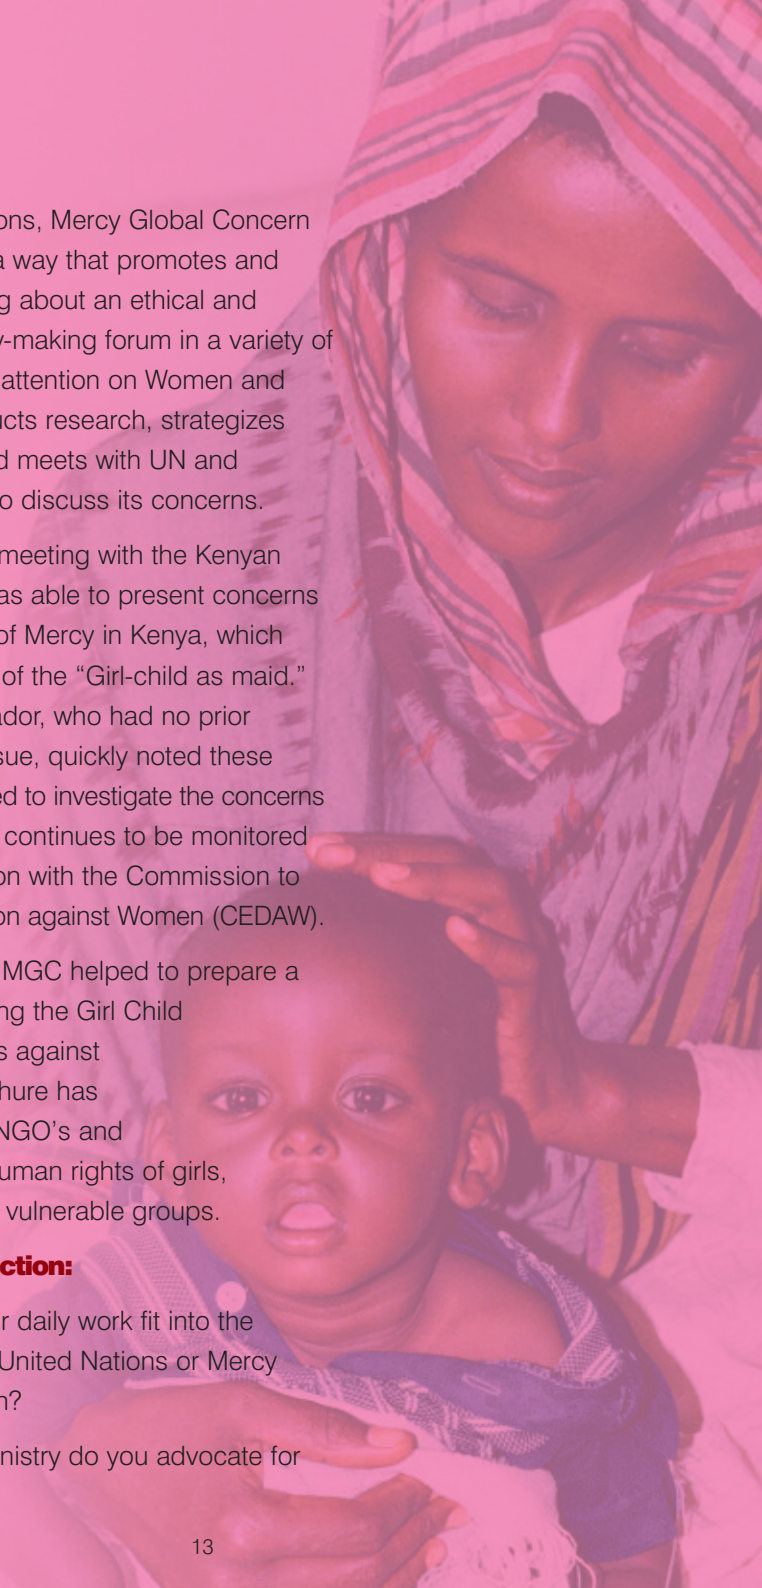 ons, Mercy Global Concern
a way that promotes and
g about an ethical and
y-making forum in a variety of
attention on Women and
ucts research, strategizes
d meets with UN and
o discuss its concerns.
meeting with the Kenyan
as able to present concerns
of Mercy in Kenya, which
of the “Girl-child as maid.”
ador, who had no prior
sue, quickly noted these
ed to investigate the concerns
continues to be monitored
on with the Commission to
on against Women (CEDAW).
MGC helped to prepare a
ng the Girl Child
s against
hure has
NGO’s and
uman rights of girls,
vulnerable groups.
ction:
r daily work fit into the
United Nations or Mercy
n?
nistry do you advocate for
13